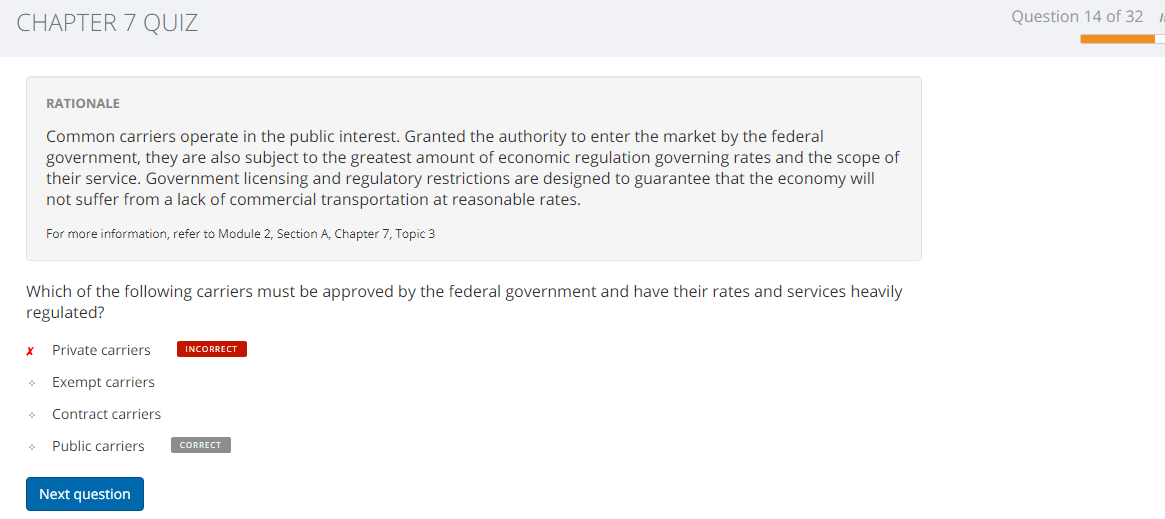 CHAPTER 7 QUIZ
Question 14 of 32
RATIONALE
Common carriers operate in the public interest. Granted the authority to enter the market by the federal
government, they are also subject to the greatest amount of economic regulation governing rates and the scope of
their service. Government licensing and regulatory restrictions are designed to guarantee that the economy will
not suffer from a lack of commercial transportation at reasonable rates.
For more information, refer to Module 2, Section A, Chapter 7, Topic 3
Which of the following carriers must be approved by the federal government and have their rates and services heavily
regulated?
✗ Private carriers INCORRECT
Exempt carriers
Contract carriers
Public carriers CORRECT
Next question